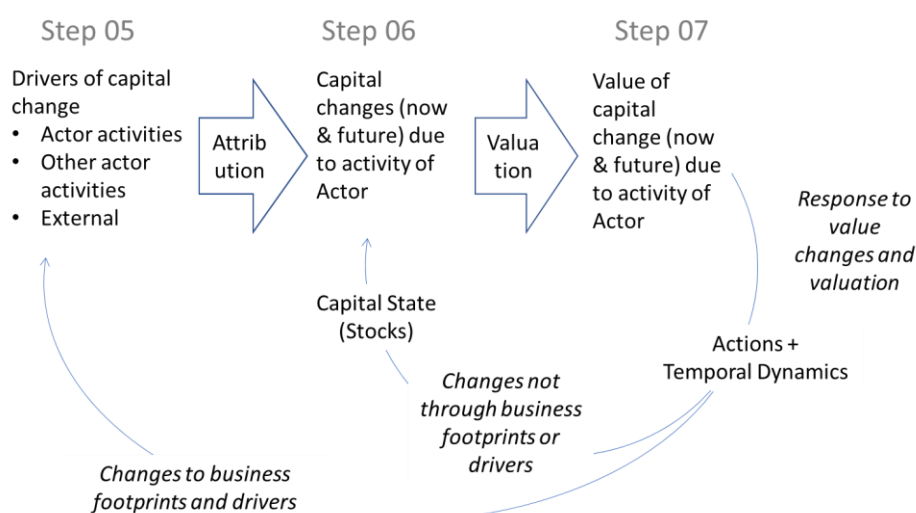 Step 05
Step 06
Step 07
Drivers of capital
change
• Actor activities
• Other actor
activities
• External
Attrib
ution
Capital
changes (now
& future) due
to activity of
Actor
Valua
tion
Value of
capital
change (now
& future) due
to activity of
Actor
Response to
value
changes and
valuation
Capital State
(Stocks)
Actions +
Temporal Dynamics
Changes not
through business
footprints or
drivers
Changes to business
footprints and drivers